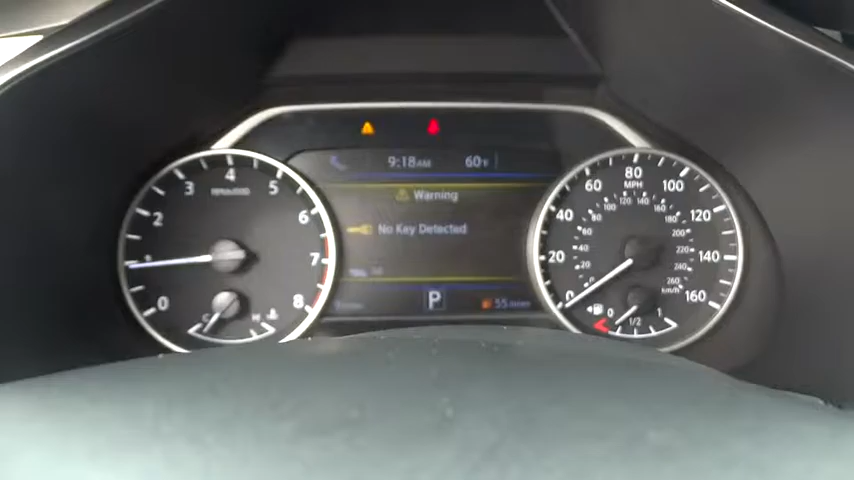 9:18AM 60°F
Warning
No Key Detected
P
55
0 1 2 3 4 5 6 7 8
C H
MPH
0 20 40 60 80 100 120 140 160
20 40 60 80 100 120 140 160 180 200 220 240 260
km/h
0 1/2 1